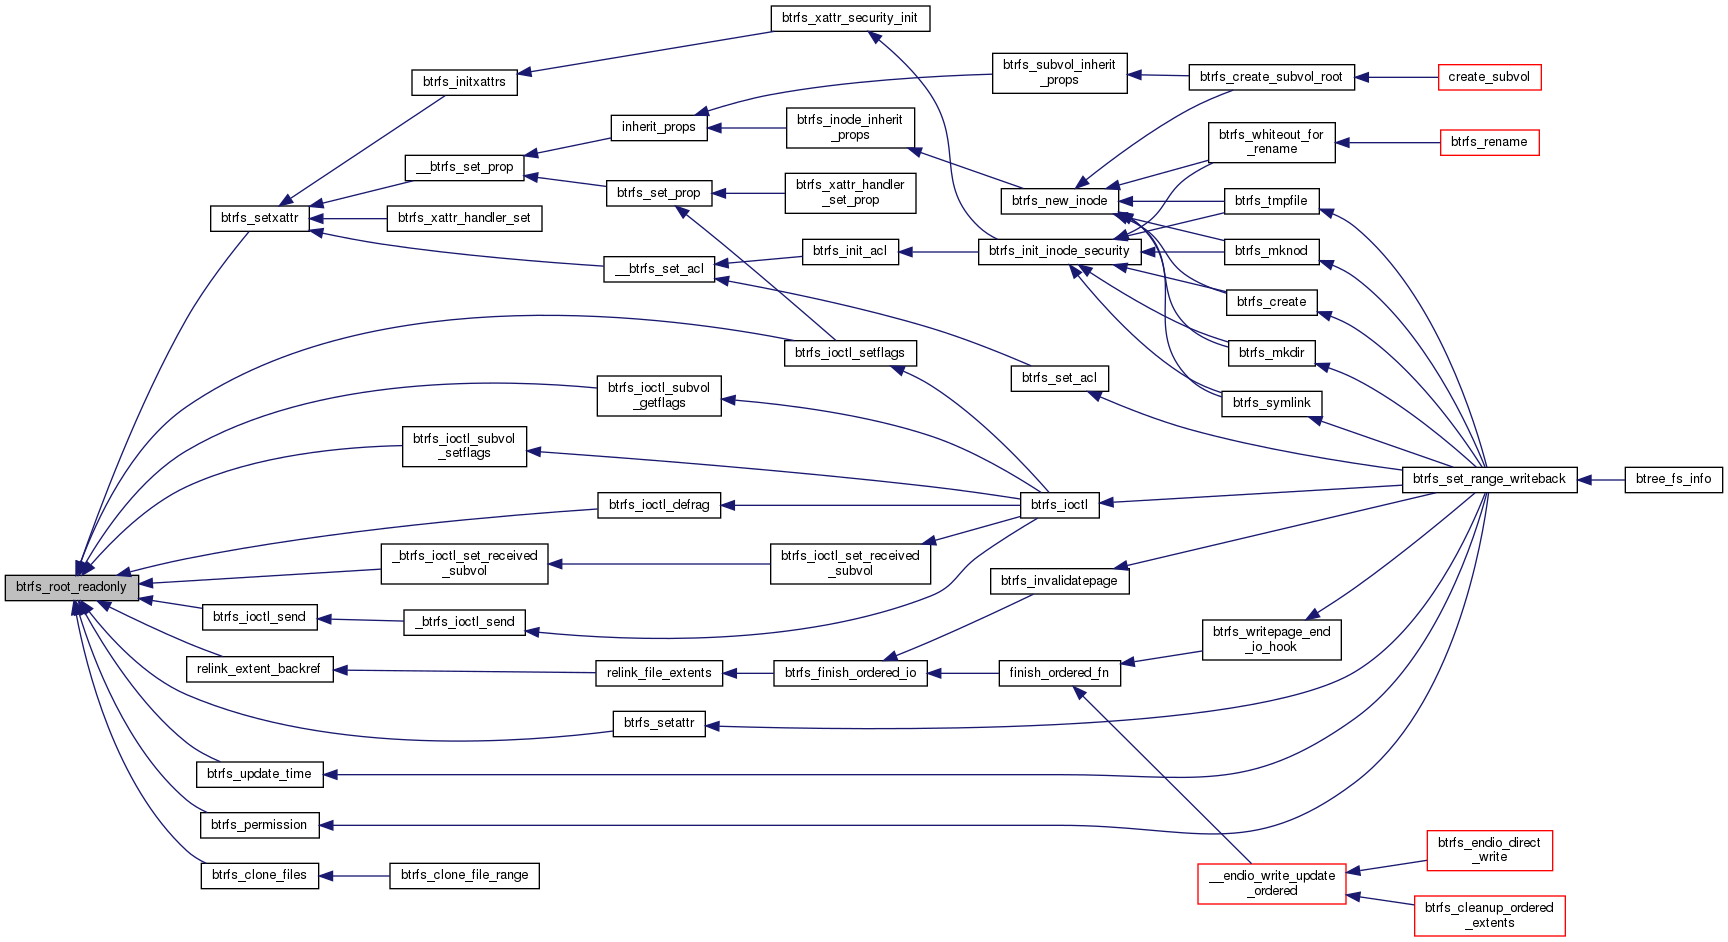 btrfs_xattr_security_init
btrfs_initxattrs
btrfs_subvol_inherit
_props
btrfs_create_subvol_root
create_subvol
inherit_props
btrfs_inode_inherit
_props
btrfs_whiteout_for
_rename
btrfs_rename
__btrfs_set_prop
btrfs_set_prop
btrfs_xattr_handler
_set_prop
btrfs_new_inode
btrfs_tmpfile
btrfs_setxattr
btrfs_xattr_handler_set
btrfs_init_acl
btrfs_init_inode_security
btrfs_mknod
__btrfs_set_acl
btrfs_create
btrfs_ioctl_setflags
btrfs_mkdir
btrfs_set_acl
btrfs_ioctl_subvol
_getflags
btrfs_symlink
btrfs_ioctl_subvol
_setflags
btrfs_set_range_writeback
btree_fs_info
btrfs_ioctl_defrag
btrfs_ioctl
_btrfs_ioctl_set_received
_subvol
btrfs_ioctl_set_received
_subvol
btrfs_root_readonly
btrfs_invalidatepage
btrfs_ioctl_send
_btrfs_ioctl_send
btrfs_writepage_end
_io_hook
relink_extent_backref
relink_file_extents
btrfs_finish_ordered_io
finish_ordered_fn
btrfs_setattr
btrfs_update_time
btrfs_permission
btrfs_endio_direct
_write
btrfs_clone_files
btrfs_clone_file_range
__endio_write_update
_ordered
btrfs_cleanup_ordered
_extents